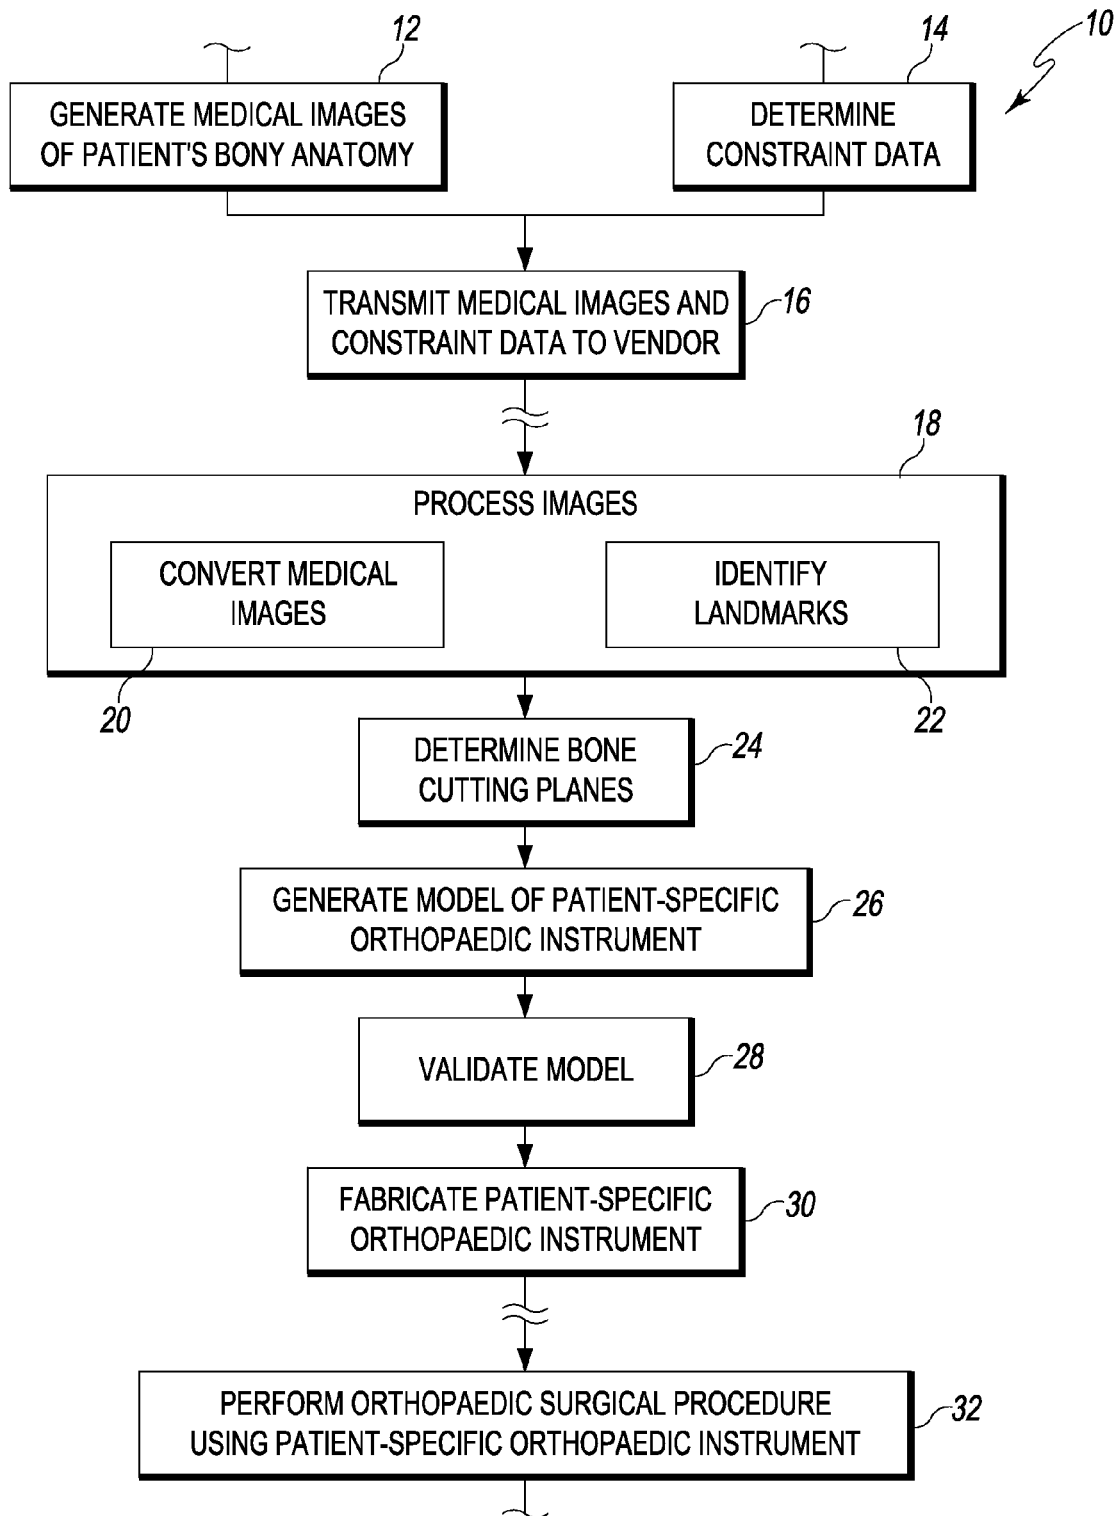 12
14
10
GENERATE MEDICAL IMAGES
OF PATIENT'S BONY ANATOMY
DETERMINE
CONSTRAINT DATA
TRANSMIT MEDICAL IMAGES AND
CONSTRAINT DATA TO VENDOR
16
18
PROCESS IMAGES
CONVERT MEDICAL
IMAGES
IDENTIFY
LANDMARKS
20
22
DETERMINE BONE
CUTTING PLANES
24
GENERATE MODEL OF PATIENT-SPECIFIC
ORTHOPAEDIC INSTRUMENT
26
VALIDATE MODEL
28
FABRICATE PATIENT-SPECIFIC
ORTHOPAEDIC INSTRUMENT
30
PERFORM ORTHOPAEDIC SURGICAL PROCEDURE
USING PATIENT-SPECIFIC ORTHOPAEDIC INSTRUMENT
32